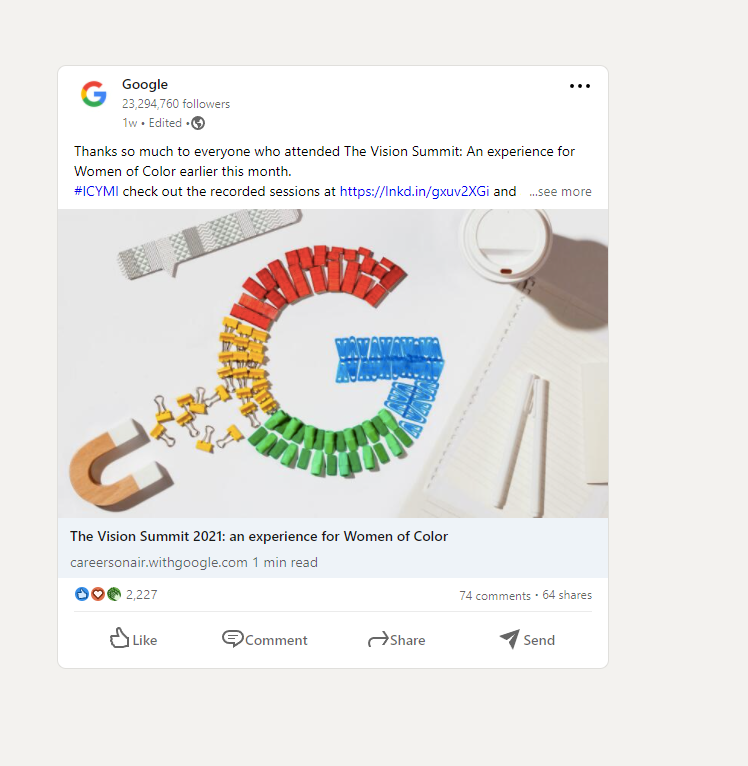 Google
23,294,760 followers
1w • Edited •
Thanks so much to everyone who attended The Vision Summit: An experience for
Women of Color earlier this month.
#ICYMI check out the recorded sessions at https://lnkd.in/gxuv2XGi and ...see more
The Vision Summit 2021: an experience for Women of Color
careersonair.withgoogle.com 1 min read
2,227 74 comments • 64 shares
Like Comment Share Send